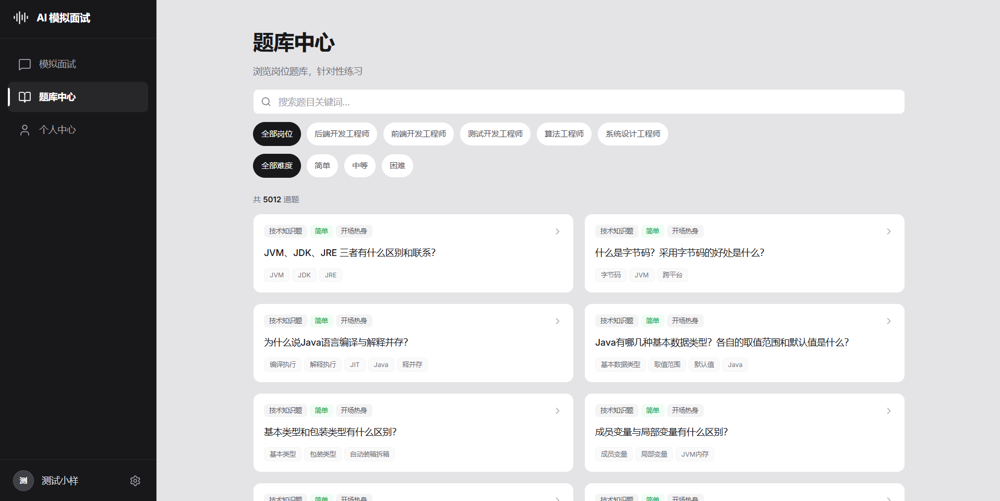 AI 模拟面试
模拟面试
题库中心
个人中心
测 测试小样
题库中心
浏览岗位题库，针对性练习
搜索题目关键词...
全部岗位 后端开发工程师 前端开发工程师 测试开发工程师 算法工程师 系统设计工程师
全部难度 简单 中等 困难
共 5012 道题
技术知识题 简单 开场热身
JVM、JDK、JRE 三者有什么区别和联系？
JVM JDK JRE
技术知识题 简单 开场热身
什么是字节码？采用字节码的好处是什么？
字节码 JVM 跨平台
技术知识题 简单 开场热身
为什么说Java语言编译与解释并存？
编译执行 解释执行 JIT Java 释并存
技术知识题 简单 开场热身
Java有哪几种基本数据类型？各自的取值范围和默认值是什么？
基本数据类型 取值范围 默认值 Java
技术知识题 简单 开场热身
基本类型和包装类型有什么区别？
基本类型 包装类型 自动装箱拆箱
技术知识题 简单 开场热身
成员变量与局部变量有什么区别？
成员变量 局部变量 JVM内存
技术知识题 简单 开场热身
技术知识题 简单 开场热身